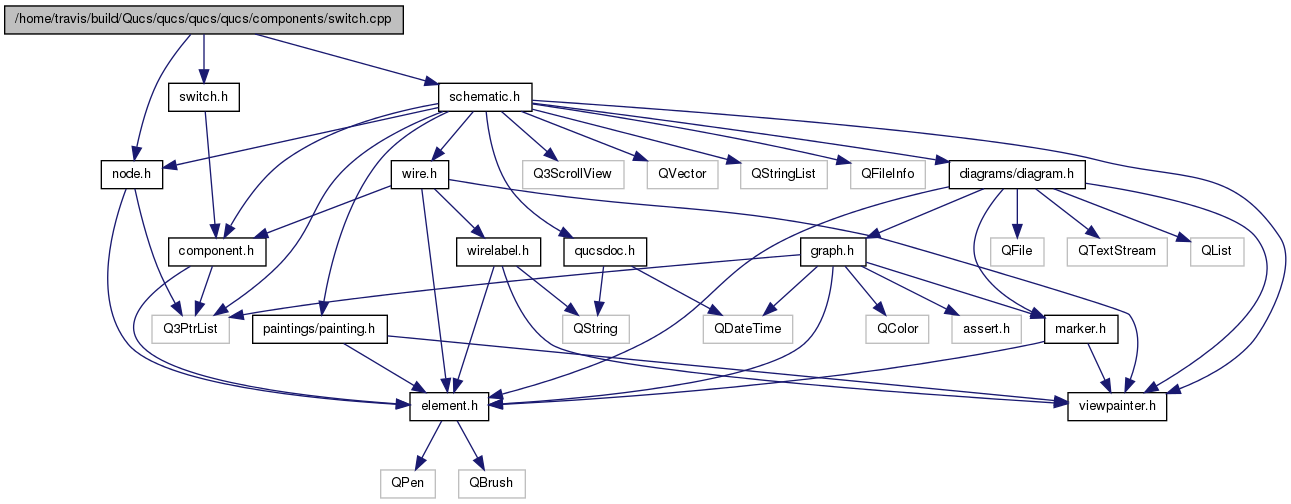 /home/travis/build/Qucs/qucs/qucs/qucs/components/switch.cpp
switch.h
schematic.h
node.h
wire.h
Q3ScrollView
QVector
QStringList
QFileInfo
diagrams/diagram.h
component.h
wirelabel.h
qucsdoc.h
graph.h
QFile
QTextStream
QList
Q3PtrList
paintings/painting.h
QString
QDateTime
QColor
assert.h
marker.h
element.h
viewpainter.h
QPen
QBrush